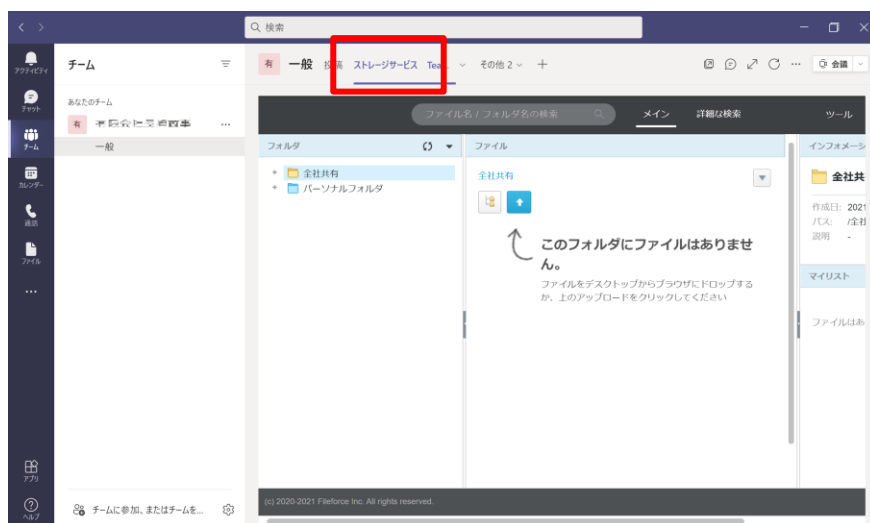 検索
アクティビティ
チャット
チーム
カレンダー
通話
ファイル
アプリ
ヘルプ
チーム
あなたのチーム
有
一般
チームに参加、またはチームを...
有 一般 投稿 ストレージサービス Tea... その他 2
会議
ファイル名 / フォルダ名の検索 メイン 詳細な検索 ツール
フォルダ
全社共有
パーソナルフォルダ
ファイル
全社共有
このフォルダにファイルはありませ
ん。
ファイルをデスクトップからブラウザにドロップする
か、上のアップロードをクリックしてください
インフォメーシ
全社共
作成日: 2021
パス: /全社
説明 -
マイリスト
ファイルはあ
(c) 2020-2021 Fileforce Inc. All rights reserved.